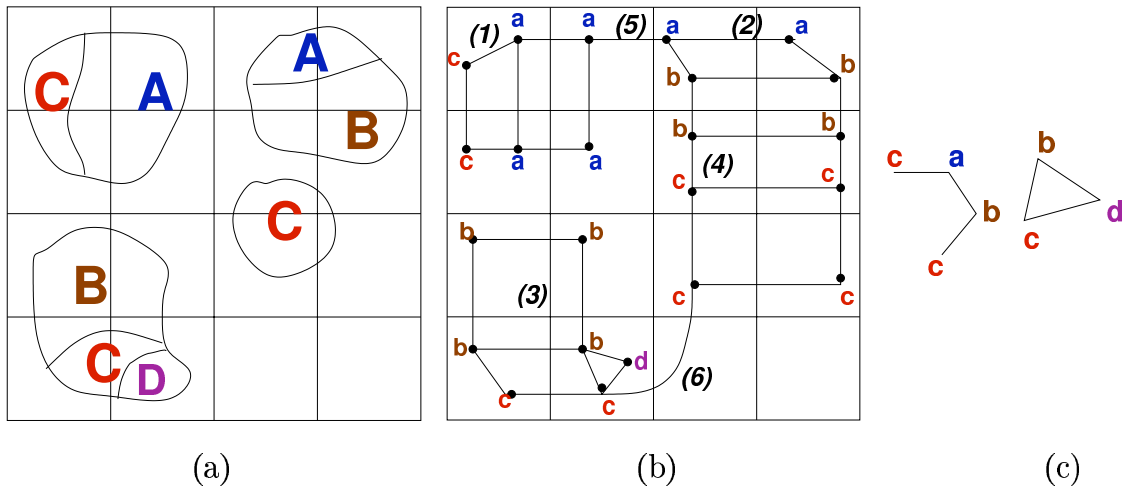 C A
A
B
C
B
C D
(a)
(1) a a (5) a (2) a
c b b
c a a
b b
(4)
c c
b b
(3)
c c
b b d
(6)
c c
(b)
c a
b
c
b
d
c
(c)